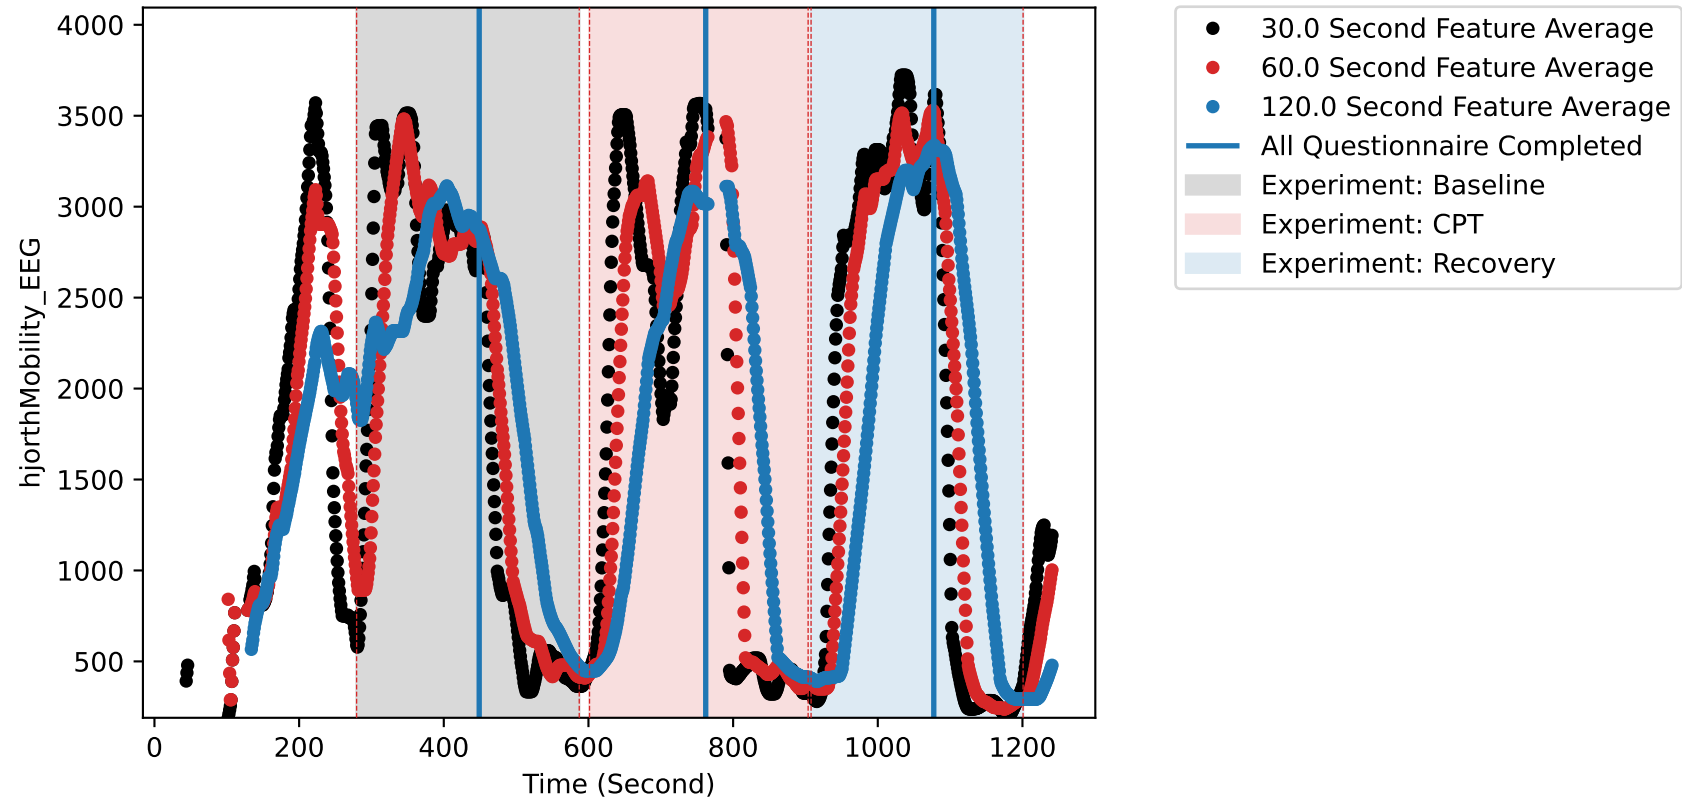 4000
3500
3000
2500
2000
1500
1000
500
hjorthMobility_EEG
0 200 400 600 800 1000 1200
Time (Second)
30.0 Second Feature Average
60.0 Second Feature Average
120.0 Second Feature Average
All Questionnaire Completed
Experiment: Baseline
Experiment: CPT
Experiment: Recovery